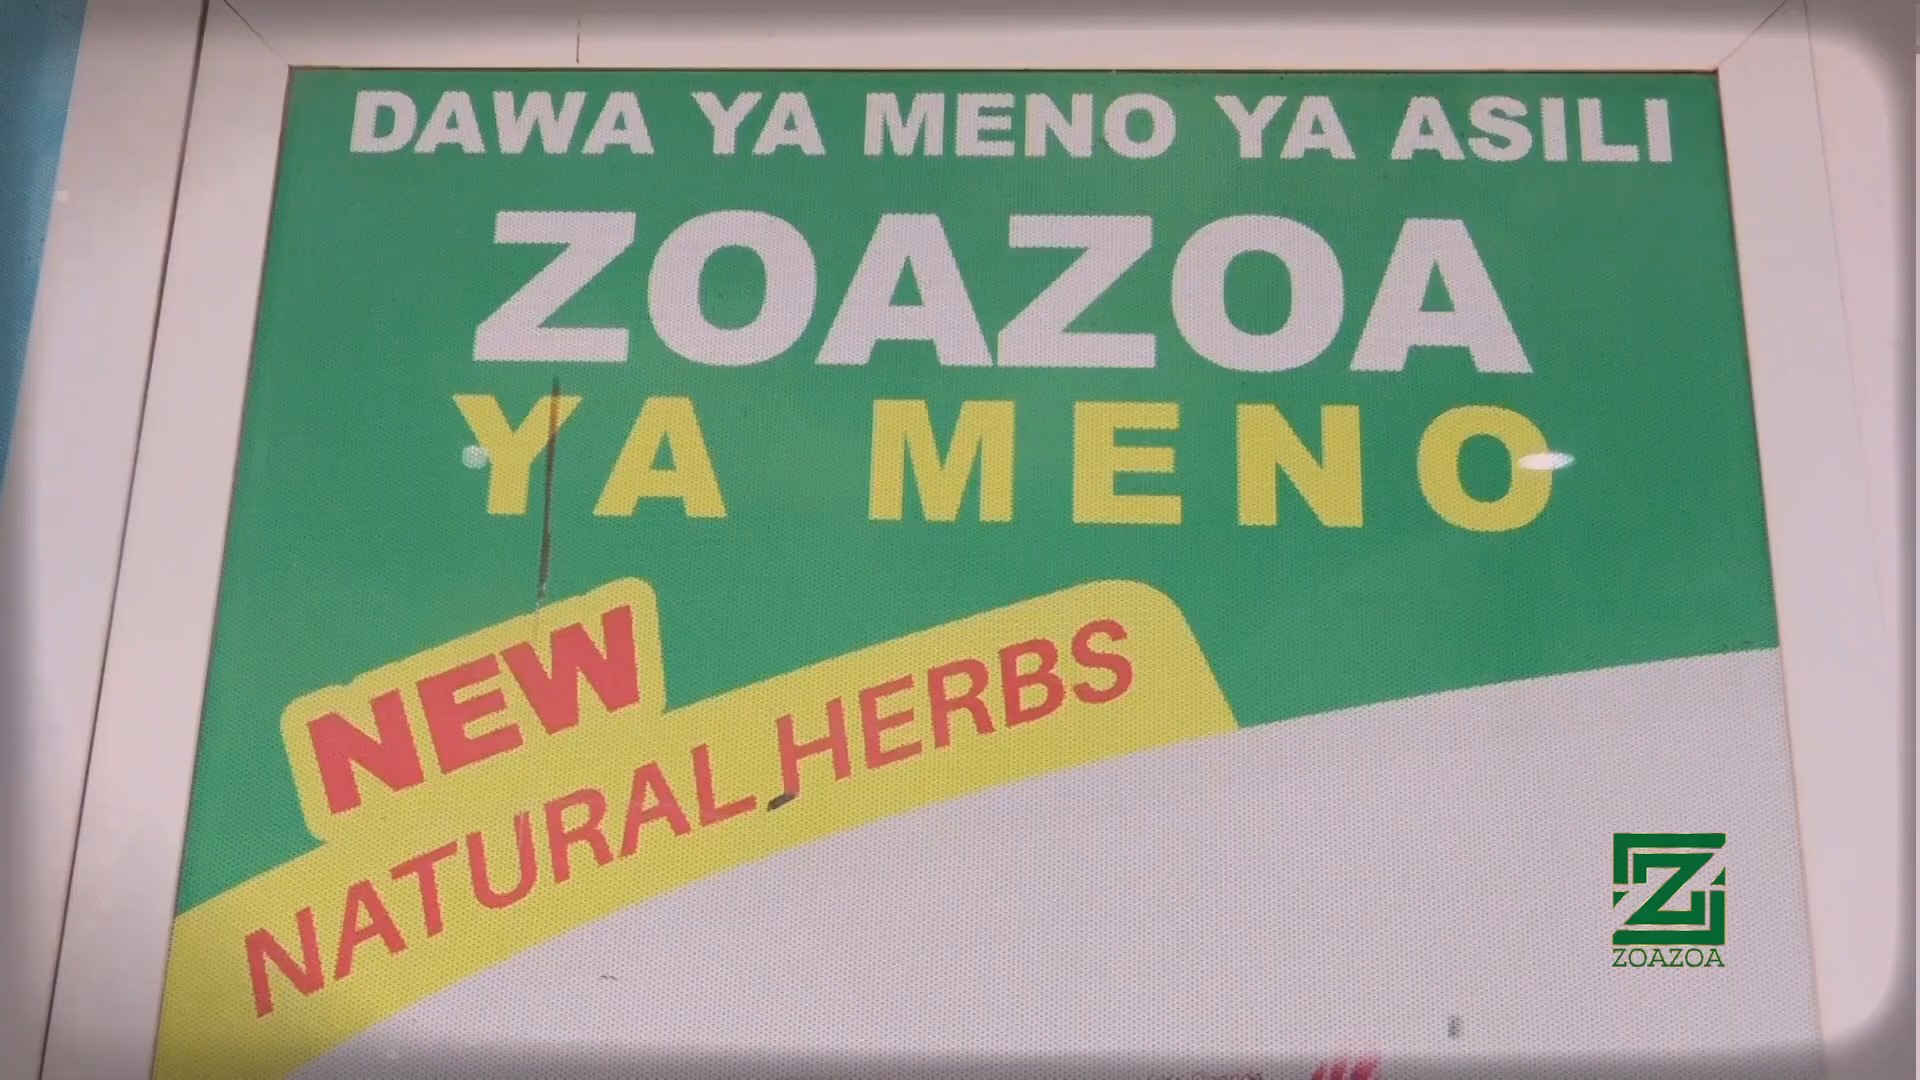 DAWA YA MENO YA ASILI
ZOAZOA
YA MENO
NEW
NATURAL HERBS
ZOAZOA